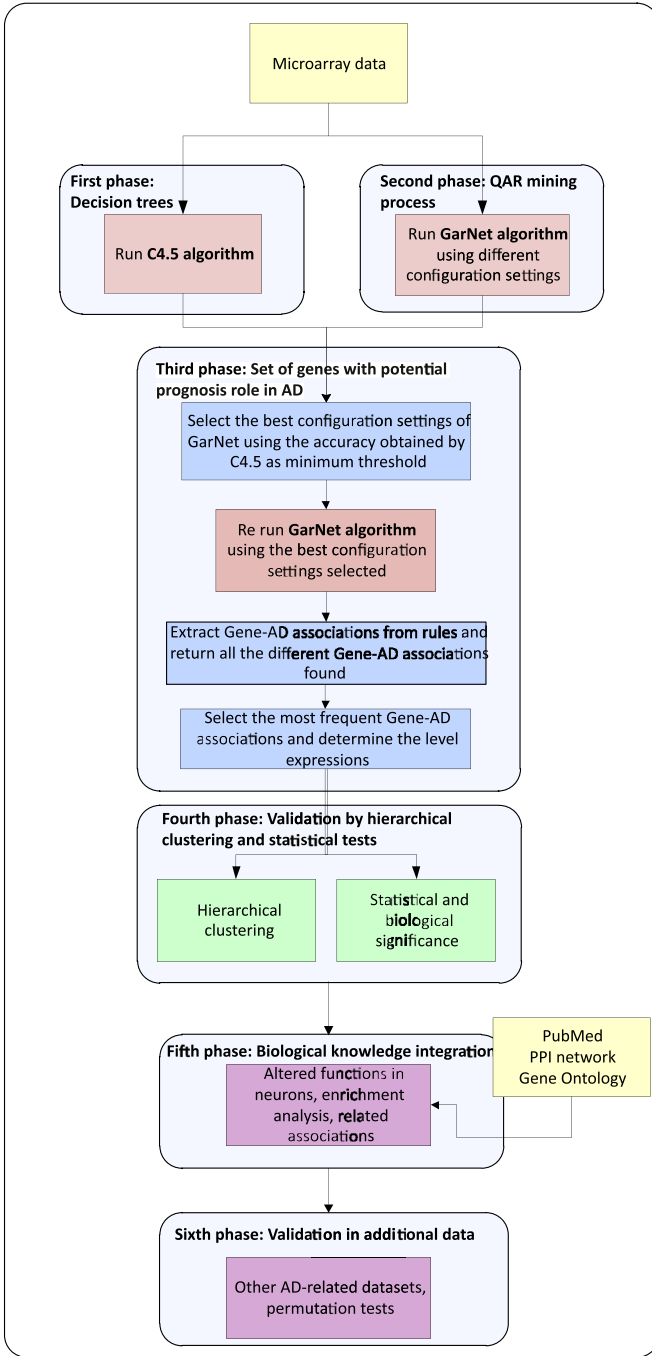 Microarray data
First phase:
Decision trees
Run C4.5 algorithm
Second phase: QAR mining
process
Run GarNet algorithm
using different
configuration settings
Third phase: Set of genes with potential
prognosis role in AD
Select the best configuration settings of
GarNet using the accuracy obtained by
C4.5 as minimum threshold
Re run GarNet algorithm
using the best configuration
settings selected
Extract Gene-AD associations from rules and
return all the different Gene-AD associations
found
Select the most frequent Gene-AD
associations and determine the level
expressions
Fourth phase: Validation by hierarchical
clustering and statistical tests
Hierarchical
clustering
Statistical and
biological
significance
Fifth phase: Biological knowledge integration
Altered functions in
neurons, enrichment
analysis, related
associations
PubMed
PPI network
Gene Ontology
Sixth phase: Validation in additional data
Other AD-related datasets,
permutation tests